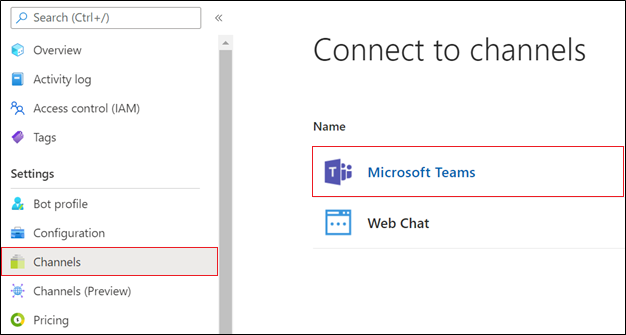 Search (Ctrl+/)
«
Overview
Activity log
Access control (IAM)
Tags
Settings
Bot profile
Configuration
Channels
Channels (Preview)
Pricing
Connect to channels
Name
T
Microsoft Teams
Web Chat